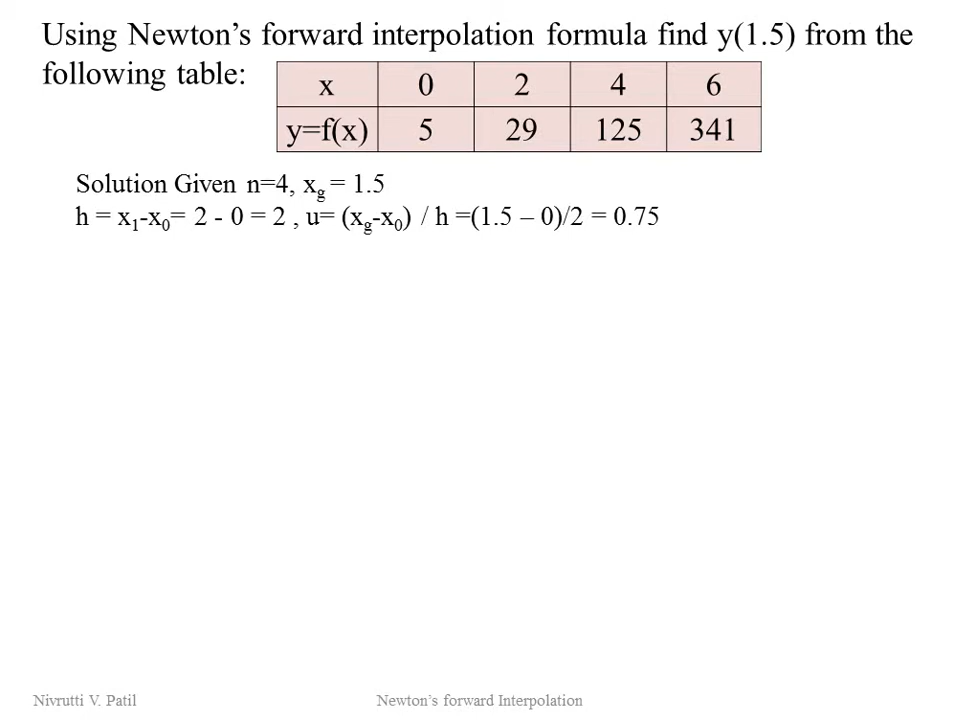 Using Newton’s forward interpolation formula find y(1.5) from the
following table:
x 0 2 4 6
y=f(x) 5 29 125 341
Solution Given n=4, xg = 1.5
h = x1-x0= 2 - 0 = 2 , u= (xg-x0) / h =(1.5 – 0)/2 = 0.75
Nivrutti V. Patil Newton’s forward Interpolation